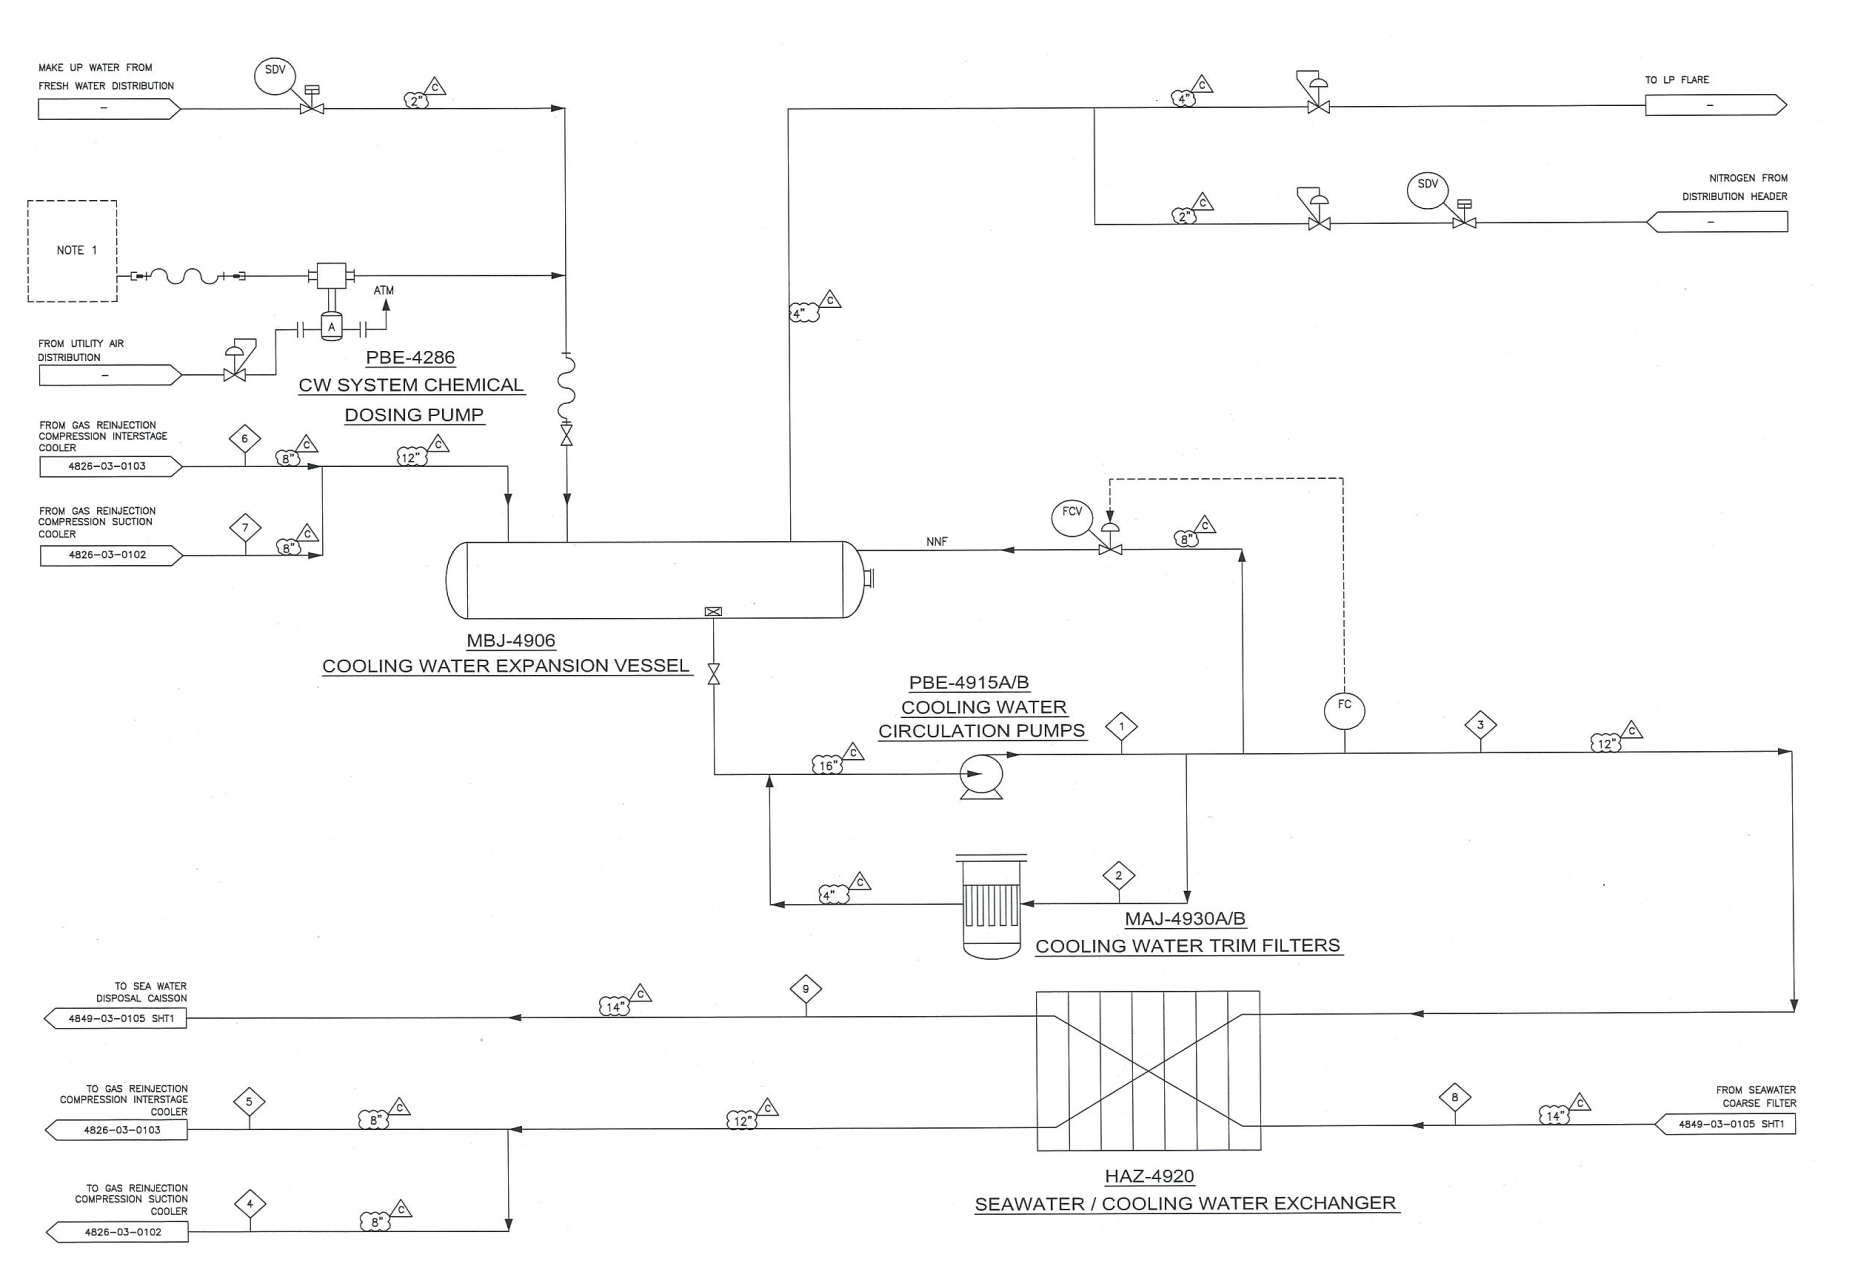 MAKE UP WATER FROM
FRESH WATER DISTRIBUTION
-
SDV
2"
C
4"
C
TO LP FLARE
-
NITROGEN FROM
DISTRIBUTION HEADER
-
SDV
2"
C
NOTE 1
ATM
A
4"
C
FROM UTILITY AIR
DISTRIBUTION
-
PBE-4286
CW SYSTEM CHEMICAL
DOSING PUMP
FROM GAS REINJECTION
COMPRESSION INTERSTAGE
COOLER
4826-03-0103
6
8"
C
12"
C
FROM GAS REINJECTION
COMPRESSION SUCTION
COOLER
4826-03-0102
7
8"
C
NNF
FCV
8"
C
MBJ-4906
COOLING WATER EXPANSION VESSEL
PBE-4915A/B
COOLING WATER
CIRCULATION PUMPS
16"
C
1
FC
3
12"
C
4"
C
2
MAJ-4930A/B
COOLING WATER TRIM FILTERS
TO SEA WATER
DISPOSAL CAISSON
4849-03-0105 SHT1
14"
C
9
TO GAS REINJECTION
COMPRESSION INTERSTAGE
COOLER
4826-03-0103
5
8"
C
12"
C
8
14"
C
FROM SEAWATER
COARSE FILTER
4849-03-0105 SHT1
TO GAS REINJECTION
COMPRESSION SUCTION
COOLER
4826-03-0102
4
8"
C
HAZ-4920
SEAWATER / COOLING WATER EXCHANGER